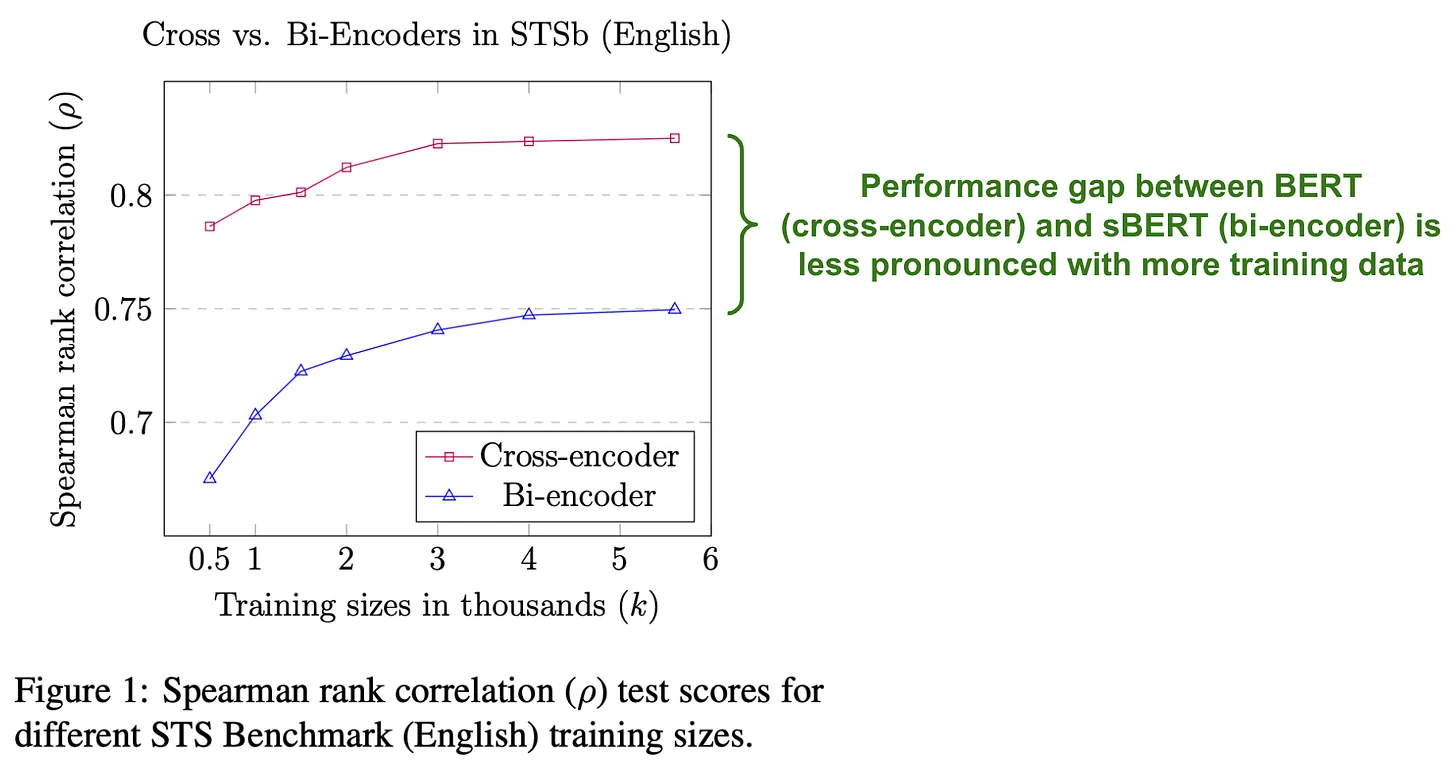 Cross vs. Bi-Encoders in STSb (English)
Spearman rank correlation (ρ)
0.8
0.75
0.7
Cross-encoder
Bi-encoder
0.5 1 2 3 4 5 6
Training sizes in thousands (k)
Performance gap between BERT
(cross-encoder) and sBERT (bi-encoder) is
less pronounced with more training data
Figure 1: Spearman rank correlation (ρ) test scores for
different STS Benchmark (English) training sizes.